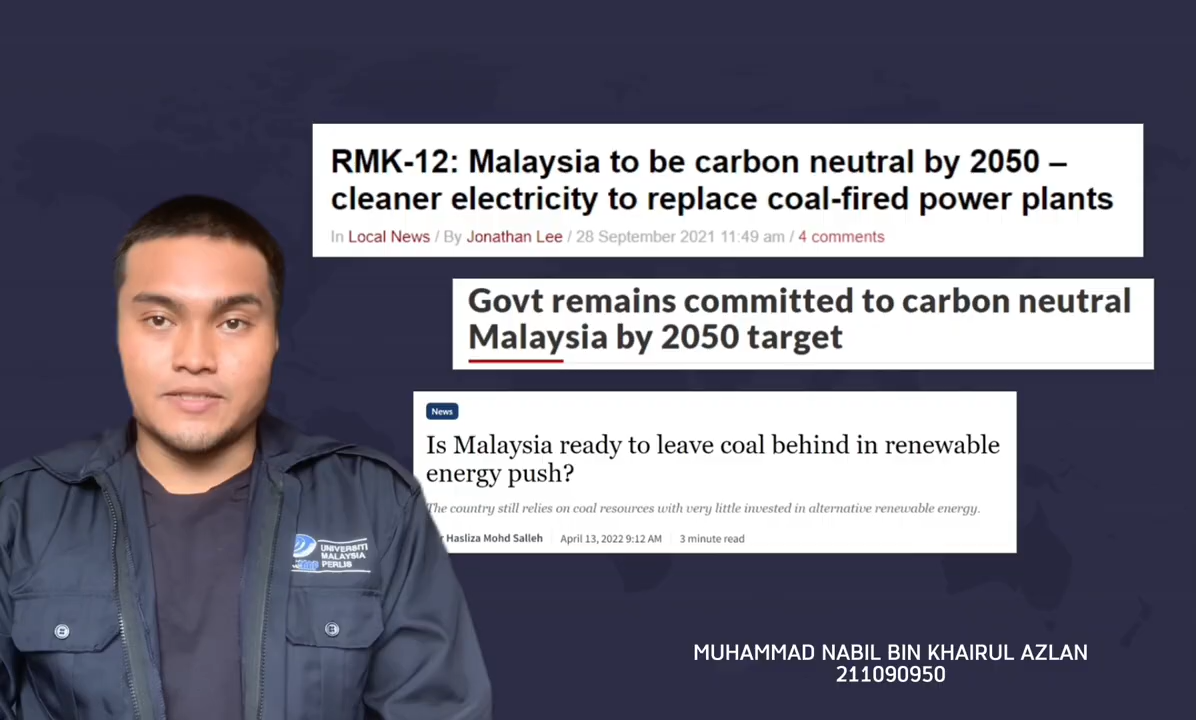 RMK-12: Malaysia to be carbon neutral by 2050 –
cleaner electricity to replace coal-fired power plants
In Local News / By Jonathan Lee / 28 September 2021 11:49 am / 4 comments
Govt remains committed to carbon neutral
Malaysia by 2050 target
News
Is Malaysia ready to leave coal behind in renewable
energy push?
The country still relies on coal resources with very little invested in alternative renewable energy.
Hasliza Mohd Salleh April 13, 2022 9:12 AM 3 minute read
UNIVERSITI
MALAYSIA
PERLIS
MUHAMMAD NABIL BIN KHAIRUL AZLAN
211090950